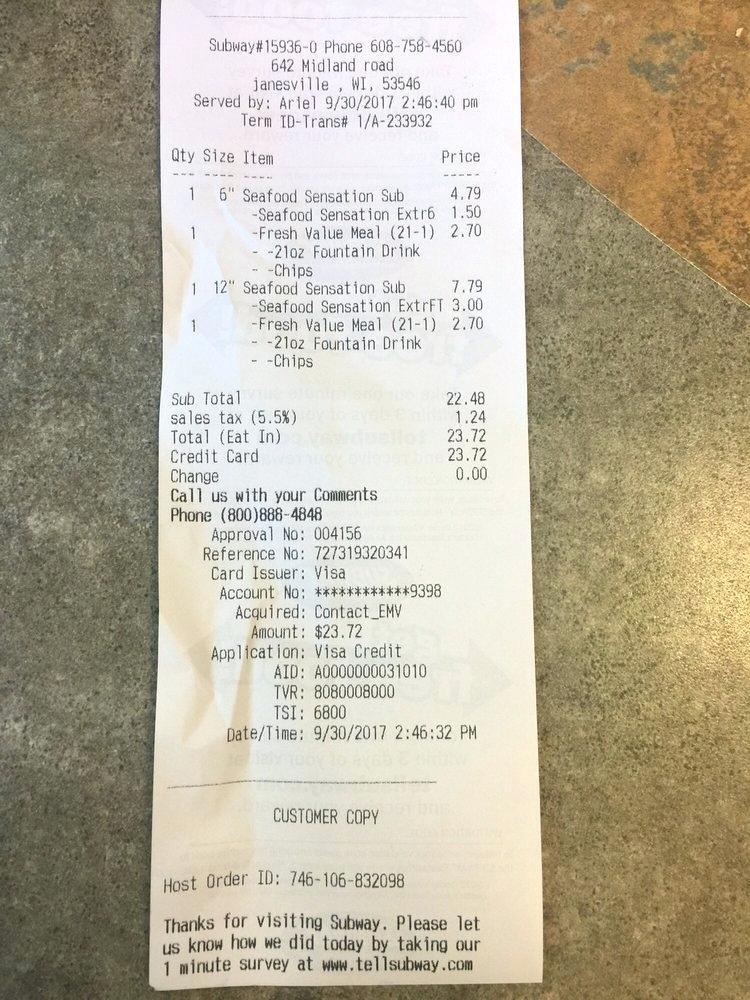 Subway#15936-0 Phone 608-758-4560
642 Midland road
janesville , WI, 53546
Served by: Ariel 9/30/2017 2:46:40 pm
Term ID-Trans# 1/A-233932
Qty Size Item Price
--- ---- ---- -----
1 6" Seafood Sensation Sub 4.79
-Seafood Sensation Extr6 1.50
1 -Fresh Value Meal (21-1) 2.70
- -21oz Fountain Drink
- -Chips
1 12" Seafood Sensation Sub 7.79
-Seafood Sensation ExtrFT 3.00
1 -Fresh Value Meal (21-1) 2.70
- -21oz Fountain Drink
- -Chips
Sub Total 22.48
sales tax (5.5%) 1.24
Total (Eat In) 23.72
Credit Card 23.72
Change 0.00
Call us with your Comments
Phone (800)888-4848
Approval No: 004156
Reference No: 727319320341
Card Issuer: Visa
Account No: ************9398
Acquired: Contact_EMV
Amount: $23.72
Application: Visa Credit
AID: A0000000031010
TVR: 8080008000
TSI: 6800
Date/Time: 9/30/2017 2:46:32 PM
CUSTOMER COPY
Host Order ID: 746-106-832098
Thanks for visiting Subway. Please let
us know how we did today by taking our
1 minute survey at www.tellsubway.com